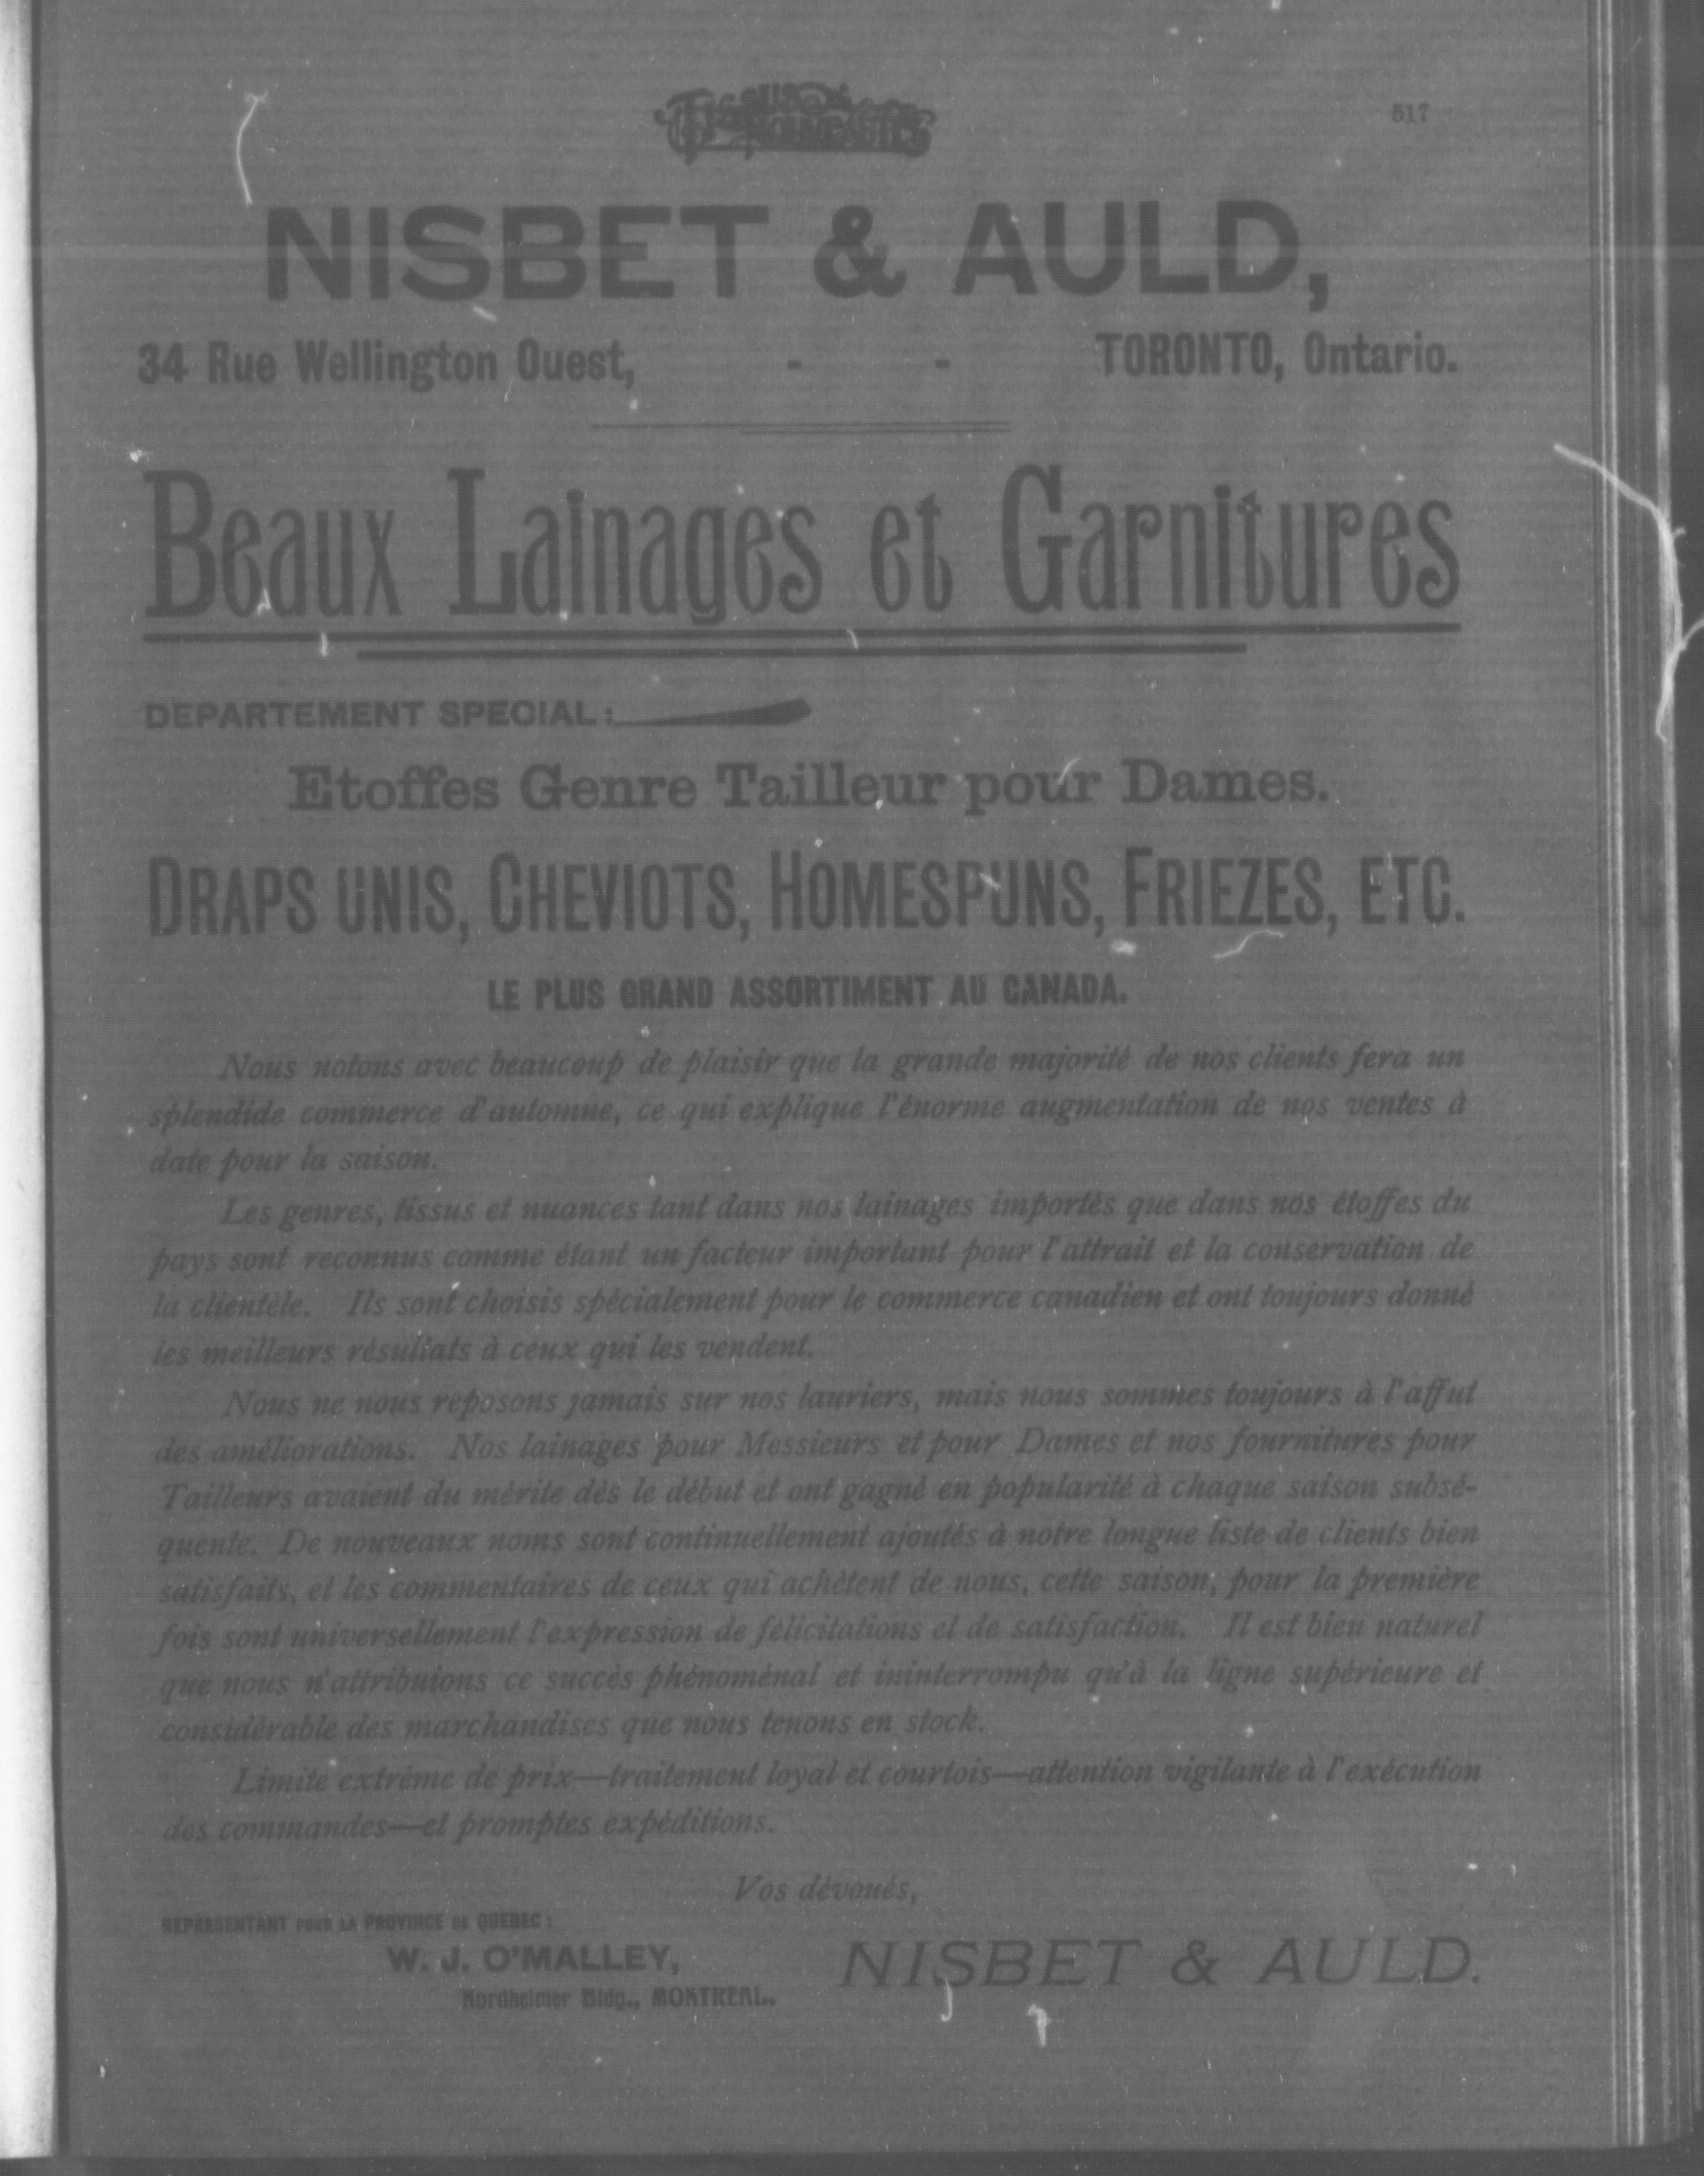 TISSUS & NOUVEAUTÉS
517
NISBET & AULD,
34 Rue Wellington Ouest, - - TORONTO, Ontario.
Beaux Lainages et Garnitures
DEPARTEMENT SPECIAL:
Etoffes Genre Tailleur pour Dames.
DRAPS UNIS, CHEVIOTS, HOMESPUNS, FRIEZES, ETC.
LE PLUS GRAND ASSORTIMENT AU CANADA.
Nous notons avec beaucoup de plaisir que la grande majorité de nos clients fera un
splendide commerce d'automne, ce qui explique l'énorme augmentation de nos ventes à
date pour la saison.
Les genres, tissus et nuances tant dans nos lainages importés que dans nos étoffes du
pays sont reconnus comme étant un facteur important pour l'attrait et la conservation de
la clientèle. Ils sont choisis spécialement pour le commerce canadien et ont toujours donné
les meilleurs résultats à ceux qui les vendent.
Nous ne nous reposons jamais sur nos lauriers, mais nous sommes toujours à l'affut
des améliorations. Nos lainages pour Messieurs et pour Dames et nos fournitures pour
Tailleurs avaient du mérite dès le début et ont gagné en popularité à chaque saison subsé-
quente. De nouveaux noms sont continuellement ajoutés à notre longue liste de clients bien
satisfaits, et les commentaires de ceux qui achètent de nous, cette saison, pour la première
fois sont universellement l'expression de félicitations et de satisfaction. Il est bien naturel
que nous n'attribuions ce succès phénoménal et ininterrompu qu'à la ligne supérieure et
considérable des marchandises que nous tenons en stock.
Limite extrême de prix—traitement loyal et courtois—attention vigilante à l'exécution
des commandes—et promptes expéditions.
Vos dévoués,
REPRESENTANT POUR LA PROVINCE DE QUEBEC:
W. J. O'MALLEY,
Nordheimer Bldg., MONTREAL.
NISBET & AULD.